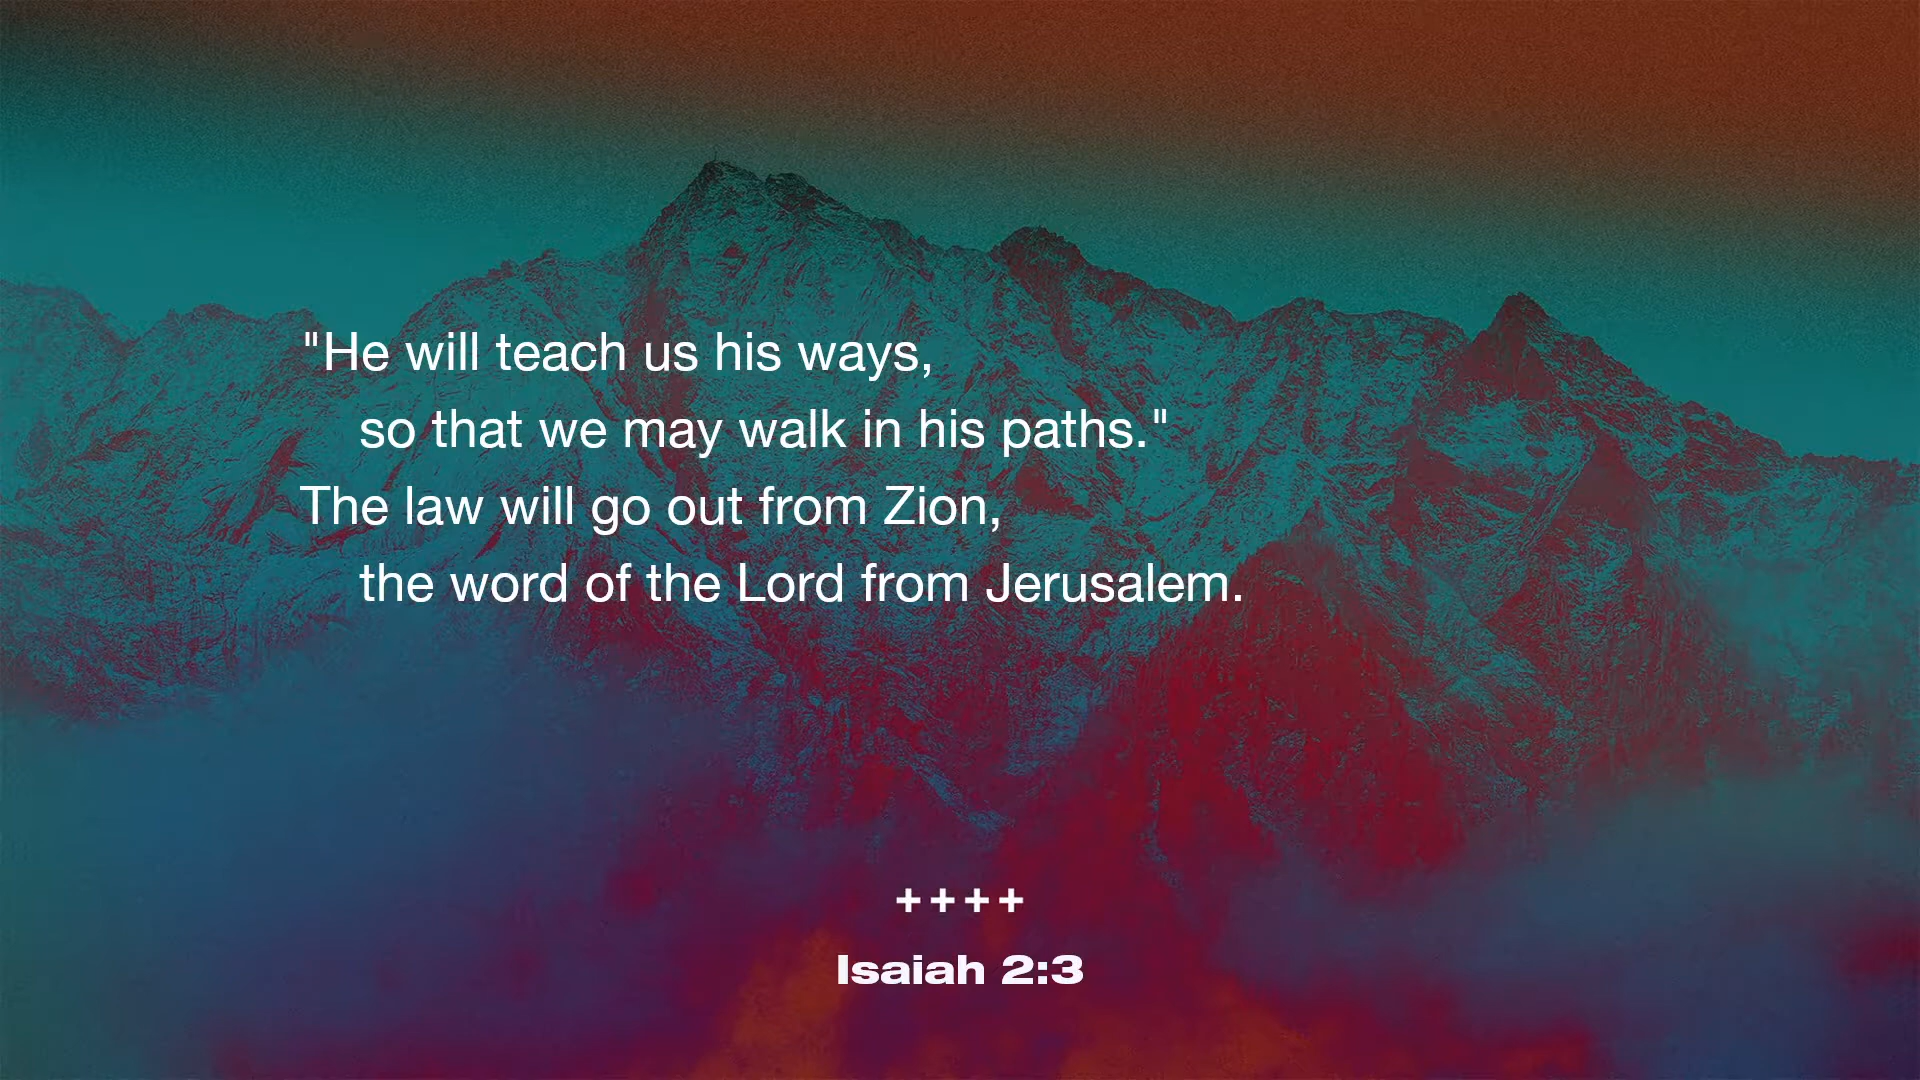 "He will teach us his ways,
so that we may walk in his paths."
The law will go out from Zion,
the word of the Lord from Jerusalem.
++++
Isaiah 2:3